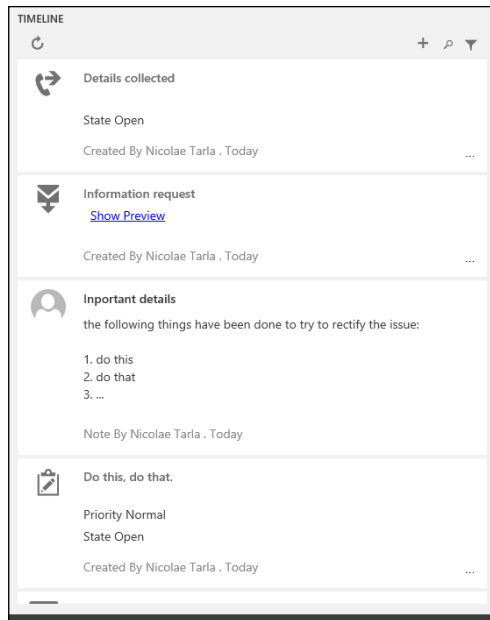 TIMELINE
Details collected
State Open
Created By Nicolae Tarla . Today
...
Information request
Show Preview
Created By Nicolae Tarla . Today
...
Inportant details
the following things have been done to try to rectify the issue:
1. do this
2. do that
3. ...
Note By Nicolae Tarla . Today
Do this, do that.
Priority Normal
State Open
Created By Nicolae Tarla . Today
...